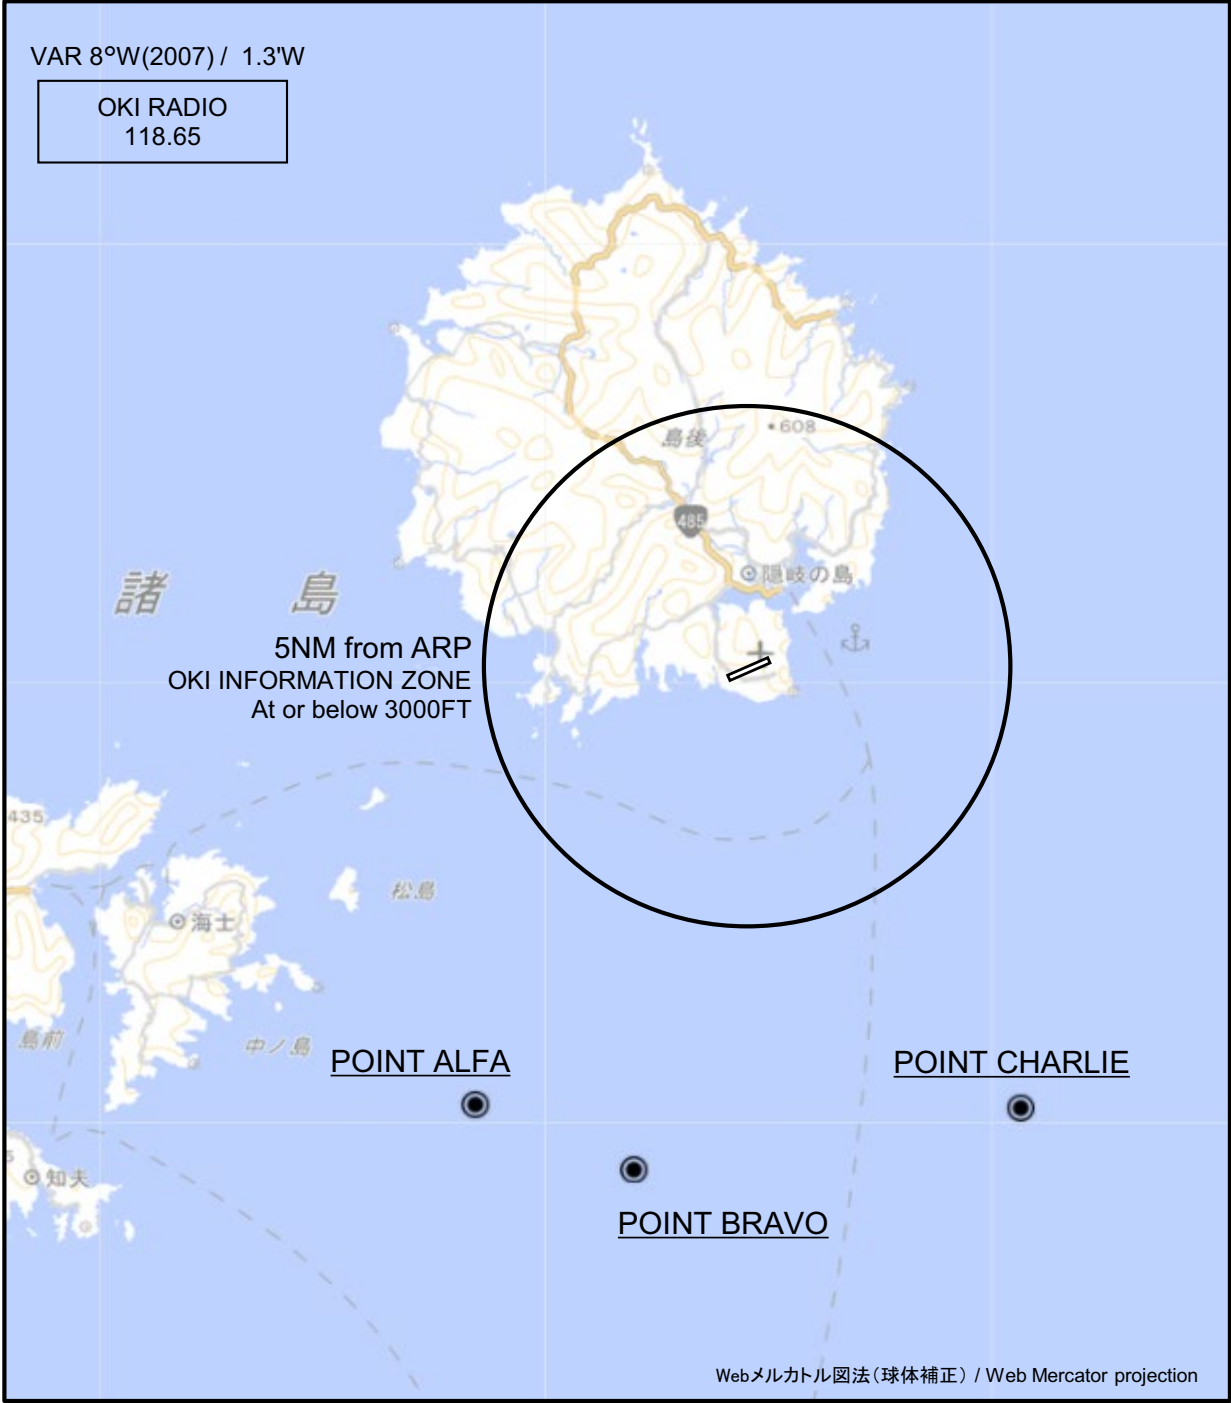 VAR 8°W(2007) / 1.3'W
OKI RADIO
118.65
島後
608
485
隠岐の島
諸島
5NM from ARP
OKI INFORMATION ZONE
At or below 3000FT
435
松島
海士
島前
中ノ島
POINT ALFA
POINT CHARLIE
知夫
POINT BRAVO
Webメルカトル図法(球体補正) / Web Mercator projection